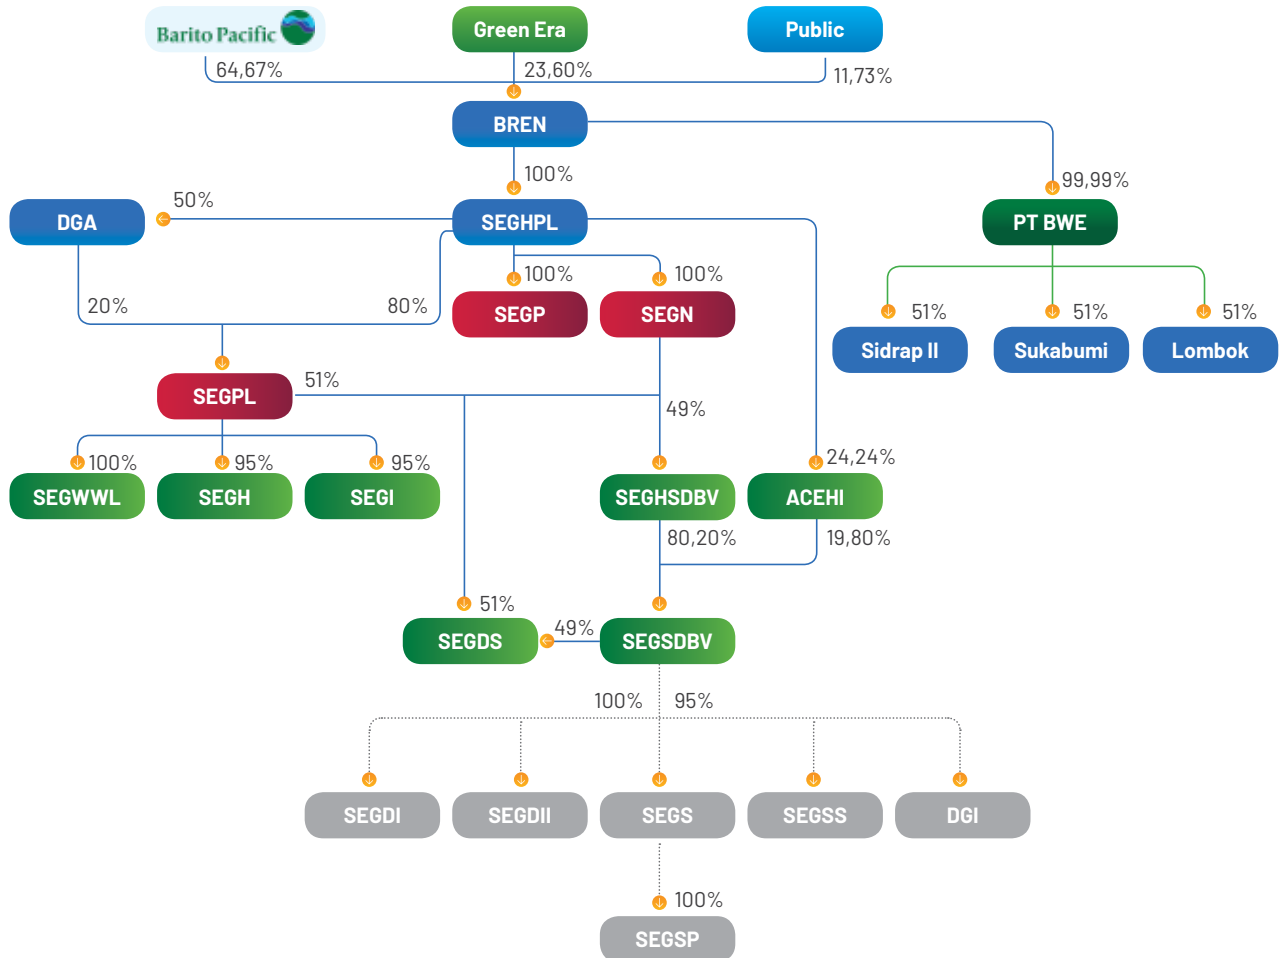 Barito Pacific
Green Era
Public
64,67%
23,60%
11,73%
BREN
100%
99,99%
50%
DGA
SEGHPL
PT BWE
100%
100%
20%
80%
SEGP
SEGN
51%
51%
51%
Sidrap II
Sukabumi
Lombok
51%
SEGPL
49%
100%
95%
95%
24,24%
SEGWWL
SEGH
SEGI
SEGHSDBV
ACEHI
80,20%
19,80%
51%
49%
SEGDS
SEGSDBV
100%
95%
SEGDI
SEGDII
SEGS
SEGSS
DGI
100%
SEGSP